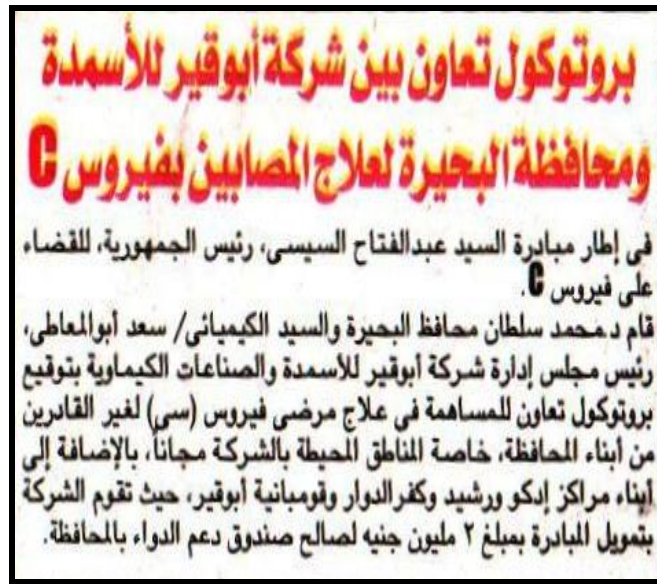 بروتوكول تعاون بين شركة أبوقير للأسمدة
ومحافظة البحيرة لعلاج المصابين بفيروس C
فى إطار مبادرة السيد عبدالفتاح السيسى، رئيس الجمهورية، للقضاء
على فيروس C.
قام د.محمد سلطان محافظ البحيرة والسيد الكيميائى/ سعد أبوالمعاطى،
رئيس مجلس إدارة شركة أبوقير للأسمدة والصناعات الكيماوية بتوقيع
بروتوكول تعاون للمساهمة فى علاج مرضى فيروس (سى) لغير القادرين
من أبناء المحافظة، خاصة المناطق المحيطة بالشركة مجاناً، بالإضافة إلى
أبناء مراكز إدكو ورشيد وكفرالدوار وقومبانية أبوقير، حيث تقوم الشركة
بتمويل المبادرة بمبلغ ٢ مليون جنيه لصالح صندوق دعم الدواء بالمحافظة.